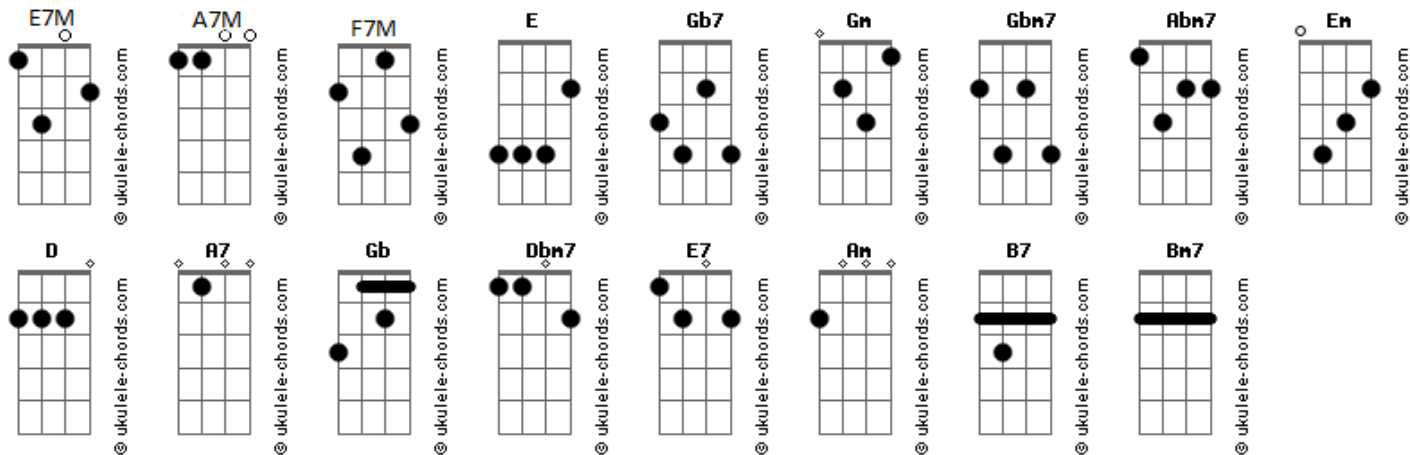 E7M A7M F7M E Gb7 Gm Gbm7 Abm7 Em
© ukulele-chords.com © ukulele-chords.com © ukulele-chords.com © ukulele-chords.com © ukulele-chords.com © ukulele-chords.com © ukulele-chords.com © ukulele-chords.com © ukulele-chords.com
D A7 Gb Dbm7 E7 Am B7 Bm7
© ukulele-chords.com © ukulele-chords.com © ukulele-chords.com © ukulele-chords.com © ukulele-chords.com © ukulele-chords.com © ukulele-chords.com © ukulele-chords.com